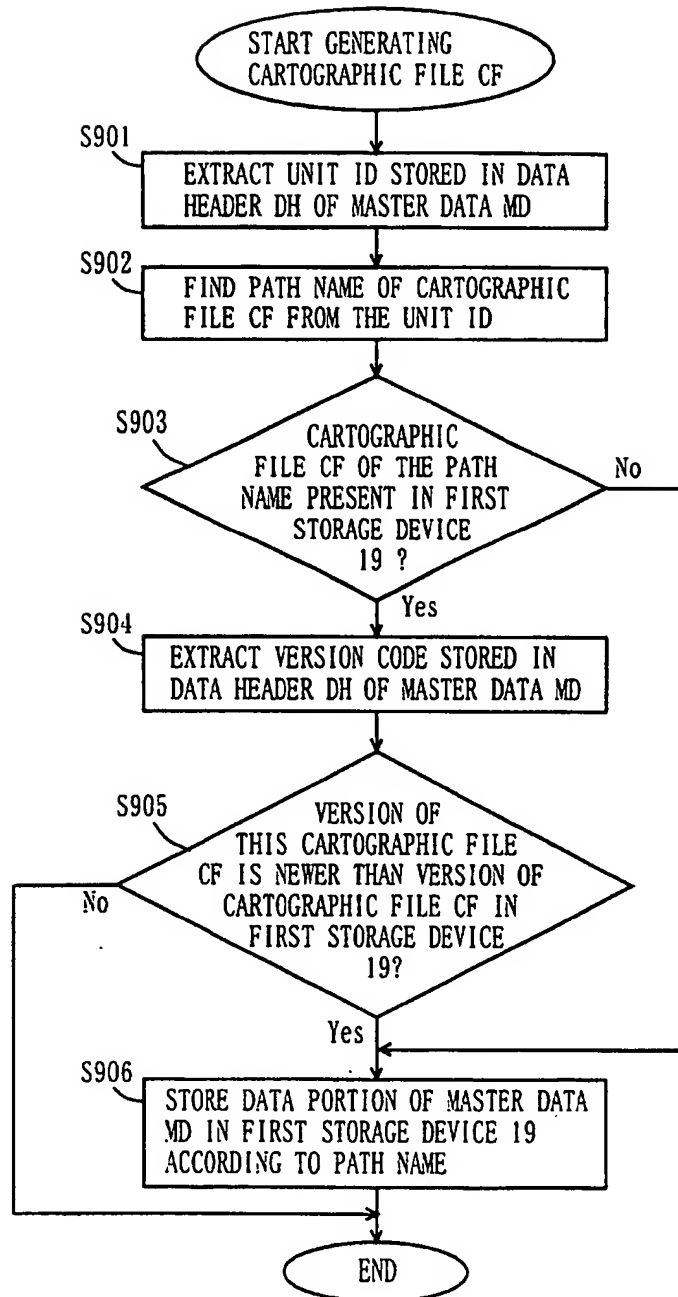 START GENERATING
CARTOGRAPHIC FILE CF
S901
EXTRACT UNIT ID STORED IN DATA
HEADER DH OF MASTER DATA MD
S902
FIND PATH NAME OF CARTOGRAPHIC
FILE CF FROM THE UNIT ID
S903
CARTOGRAPHIC
FILE CF OF THE PATH
NAME PRESENT IN FIRST
STORAGE DEVICE
19 ?
No
Yes
S904
EXTRACT VERSION CODE STORED IN
DATA HEADER DH OF MASTER DATA MD
S905
VERSION OF
THIS CARTOGRAPHIC FILE
CF IS NEWER THAN VERSION OF
CARTOGRAPHIC FILE CF IN
FIRST STORAGE DEVICE
19?
No
Yes
S906
STORE DATA PORTION OF MASTER DATA
MD IN FIRST STORAGE DEVICE 19
ACCORDING TO PATH NAME
END